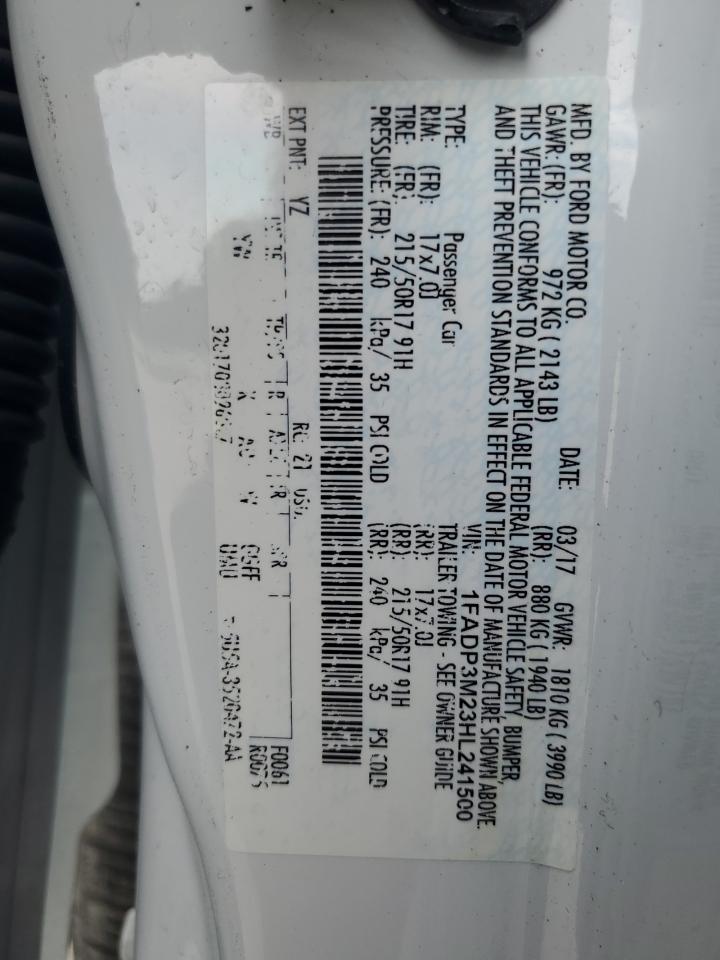 MFD. BY FORD MOTOR CO.
DATE: 03/17 GVWR: 1810 KG ( 3990 LB)
GAWR: (FR): 972 KG ( 2143 LB) (RR): 880 KG ( 1940 LB)
THIS VEHICLE CONFORMS TO ALL APPLICABLE FEDERAL MOTOR VEHICLE SAFETY, BUMPER,
AND THEFT PREVENTION STANDARDS IN EFFECT ON THE DATE OF MANUFACTURE SHOWN ABOVE.
VIN: 1FADP3M23HL241500
TYPE: Passenger Car TRAILER TOWING - SEE OWNER GUIDE
RIM: (FR): 17x7.0J (RR): 17x7.0J
TIRE: (FR): 215/50R17 91H (RR): 215/50R17 91H
PRESSURE: (FR): 240 kPa/ 35 PSI COLD (RR): 240 kPa/ 35 PSI COLD
EXT PNT: YZ 21
F0061